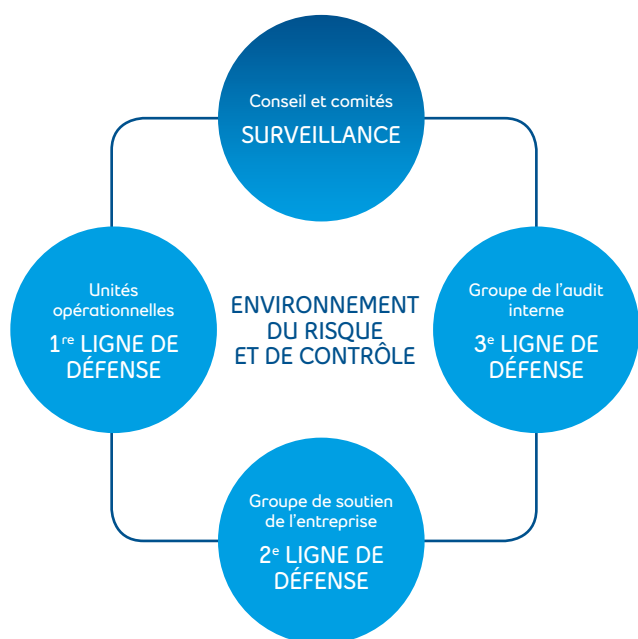 Conseil et comités
SURVEILLANCE
Unités
opérationnelles
1re LIGNE DE
DÉFENSE
ENVIRONNEMENT
DU RISQUE
ET DE CONTRÔLE
Groupe de l’audit
interne
3e LIGNE DE
DÉFENSE
Groupe de soutien
de l’entreprise
2e LIGNE DE
DÉFENSE